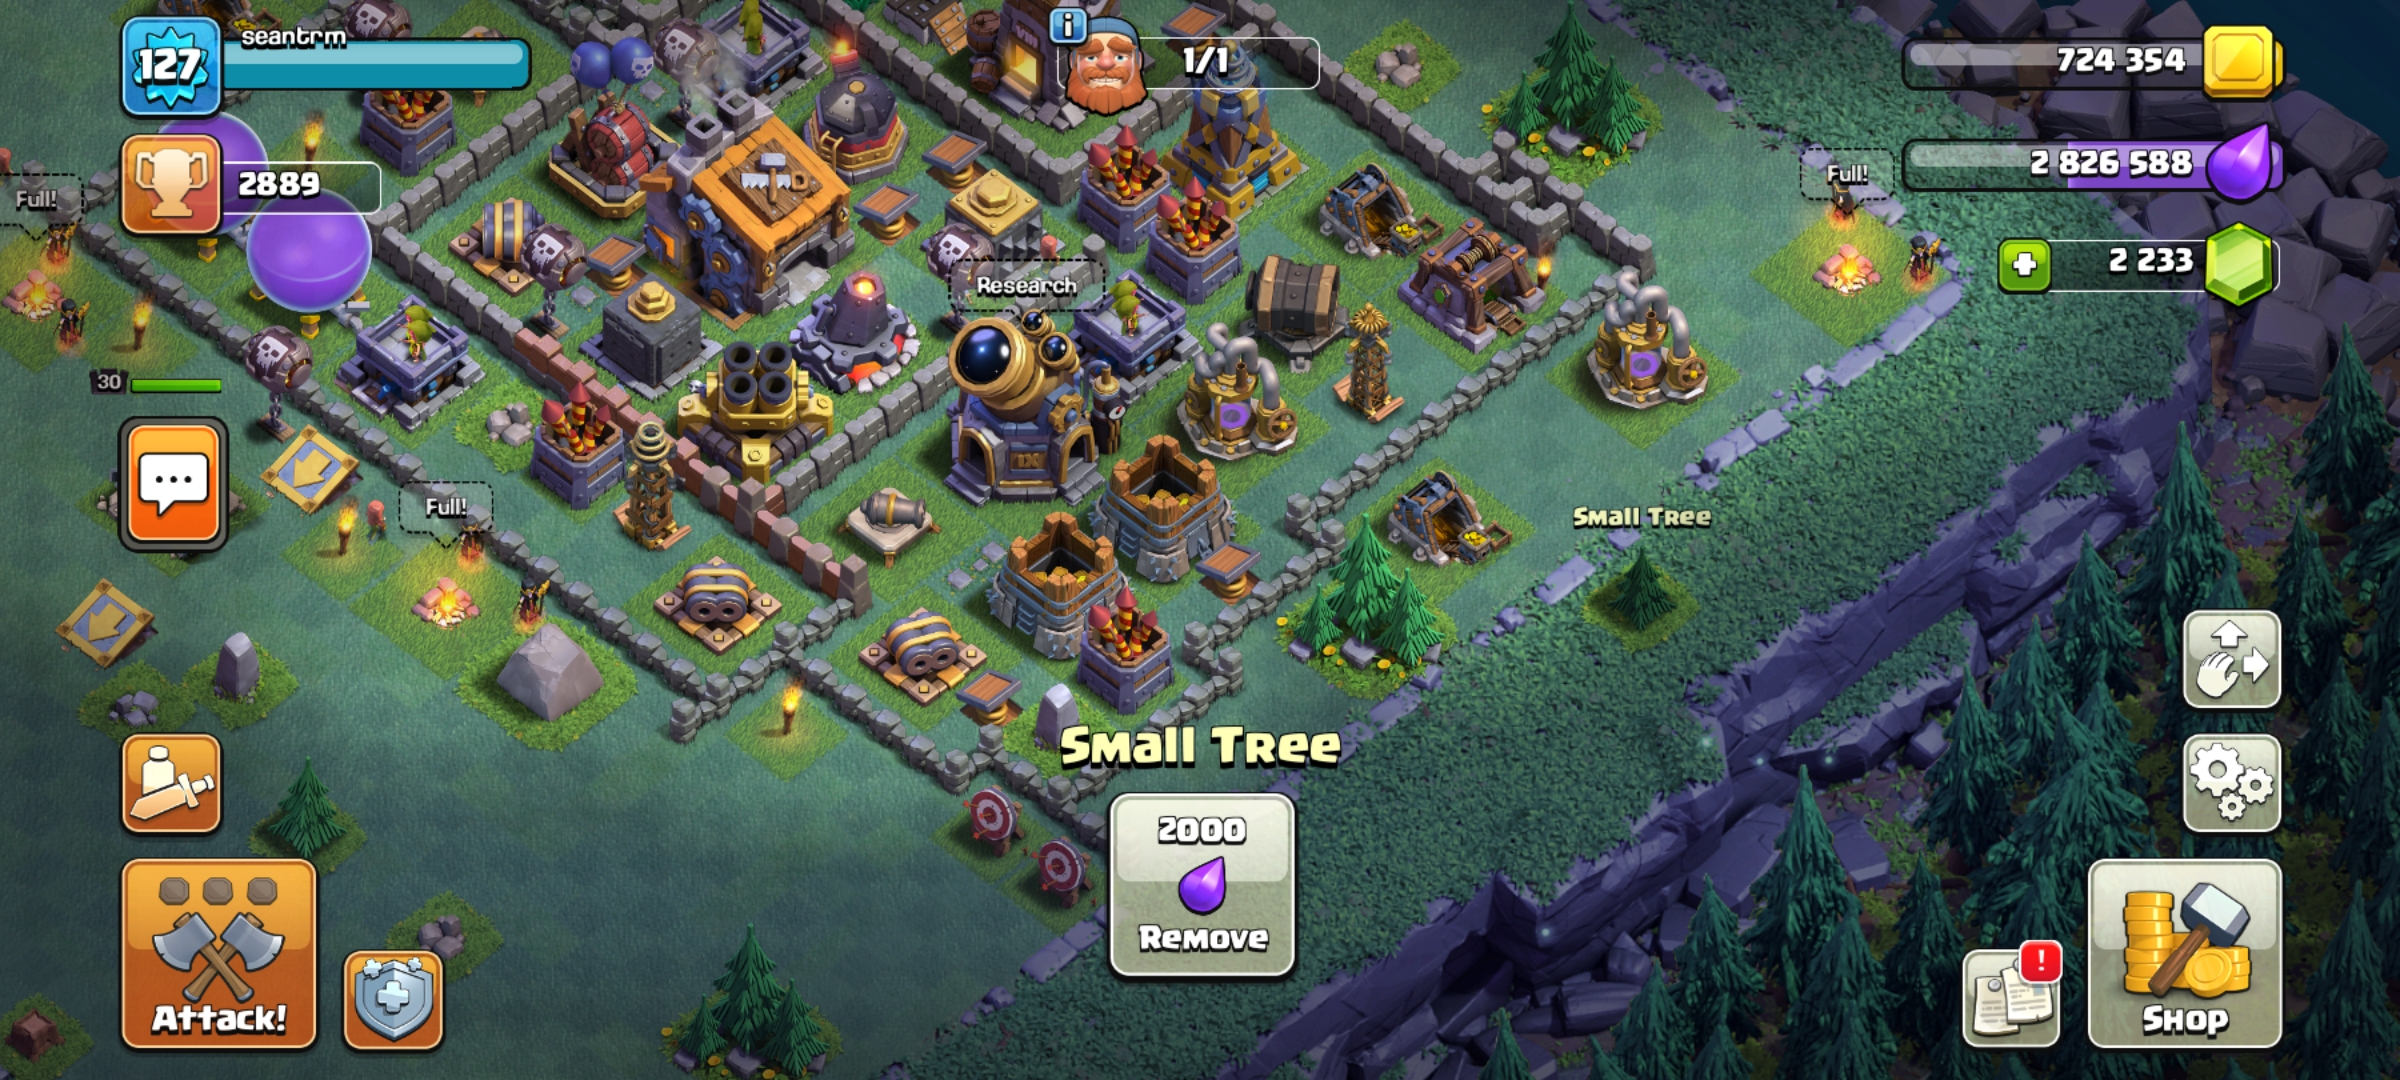 seantrm
127
1/1
724 354
2889
2 826 588
Full!
Full!
2 233
Research
30
Full!
IX
Small Tree
Small Tree
2000
Remove
Attack!
!
Shop